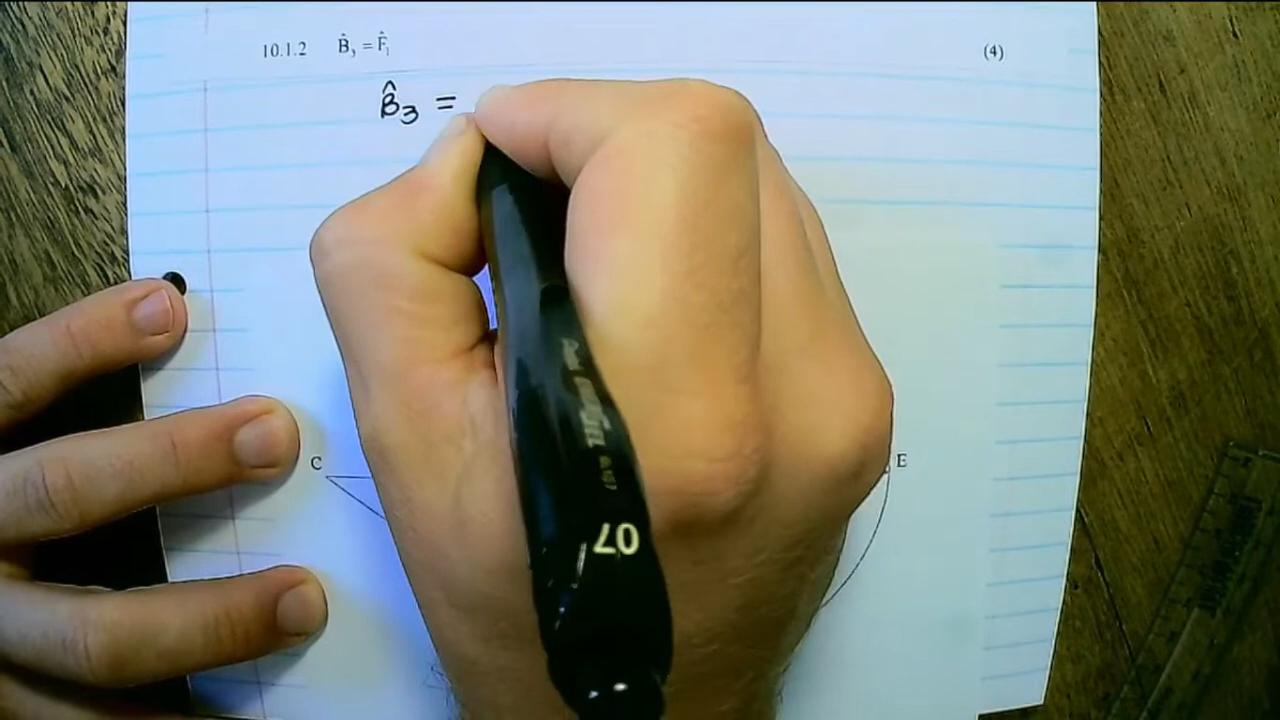 10.1.2 B̂₃ = F̂₁ (4)
B̂₃ =
C
E
07